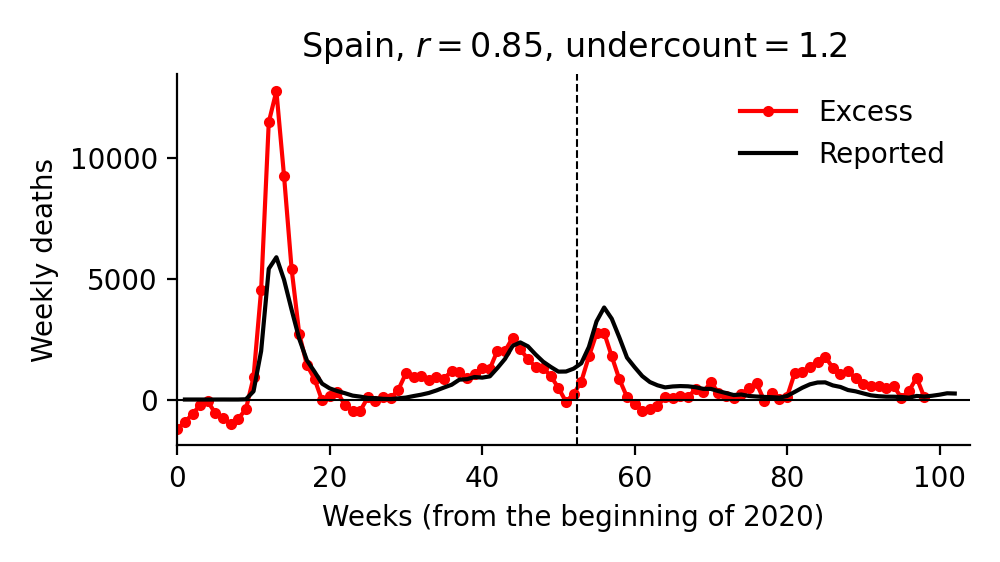 Spain, r = 0.85, undercount = 1.2
Excess
Reported
Weekly deaths
10000
5000
0
0 20 40 60 80 100
Weeks (from the beginning of 2020)